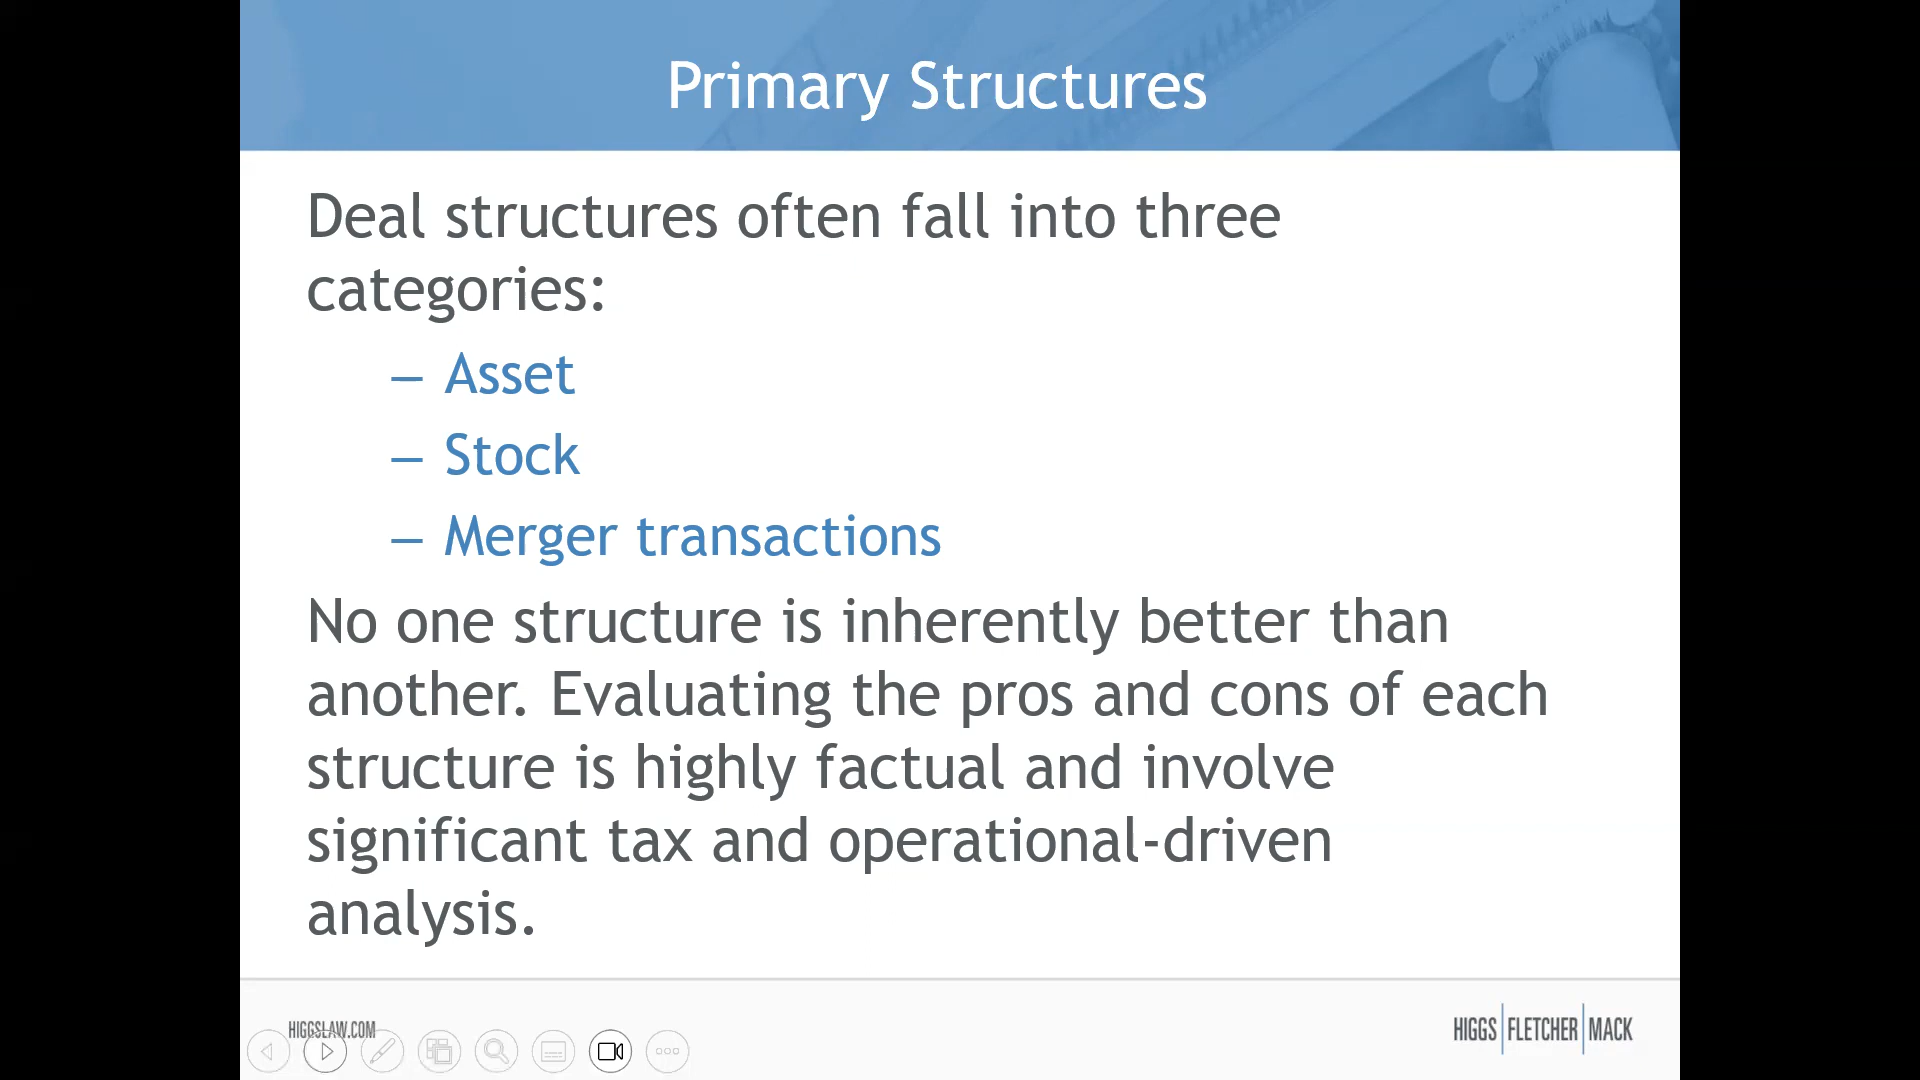 Primary Structures
Deal structures often fall into three
categories:
– Asset
– Stock
– Merger transactions
No one structure is inherently better than
another. Evaluating the pros and cons of each
structure is highly factual and involve
significant tax and operational-driven
analysis.
HIGGSLAW.COM
HIGGS FLETCHER MACK